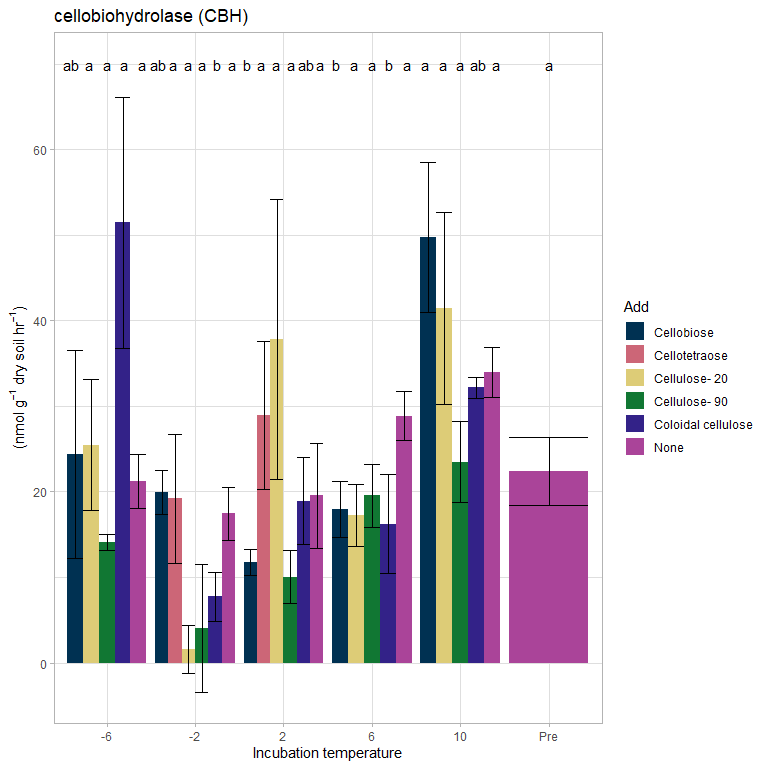 cellobiohydrolase (CBH)
ab a a a a ab a a a b a b a a a ab a b a a b a a a a ab a a
60
40
20
0
(nmol g⁻¹ dry soil hr⁻¹)
-6 -2 2 6 10 Pre
Incubation temperature
Add
Cellobiose
Cellotetraose
Cellulose- 20
Cellulose- 90
Coloidal cellulose
None